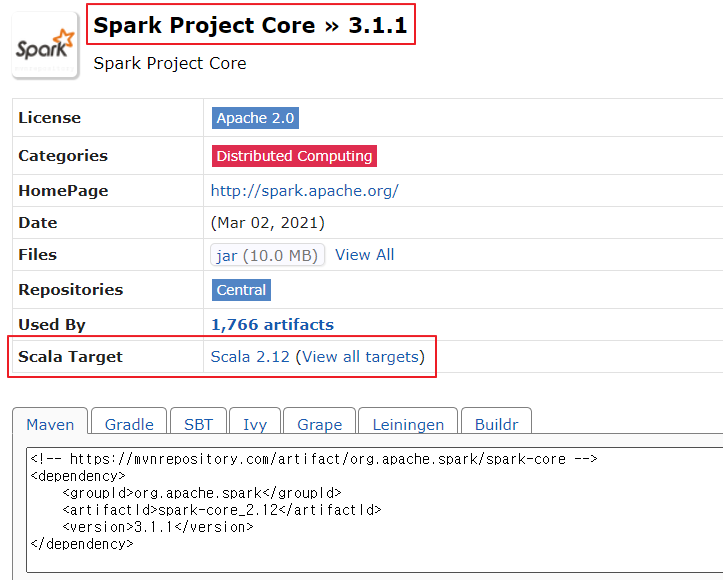 Spark
Spark Project Core » 3.1.1
Spark Project Core
License Apache 2.0
Categories Distributed Computing
HomePage http://spark.apache.org/
Date (Mar 02, 2021)
Files jar (10.0 MB) View All
Repositories Central
Used By 1,766 artifacts
Scala Target Scala 2.12 (View all targets)
Maven Gradle SBT Ivy Grape Leiningen Buildr
<!-- https://mvnrepository.com/artifact/org.apache.spark/spark-core -->
<dependency>
    <groupId>org.apache.spark</groupId>
    <artifactId>spark-core_2.12</artifactId>
    <version>3.1.1</version>
</dependency>